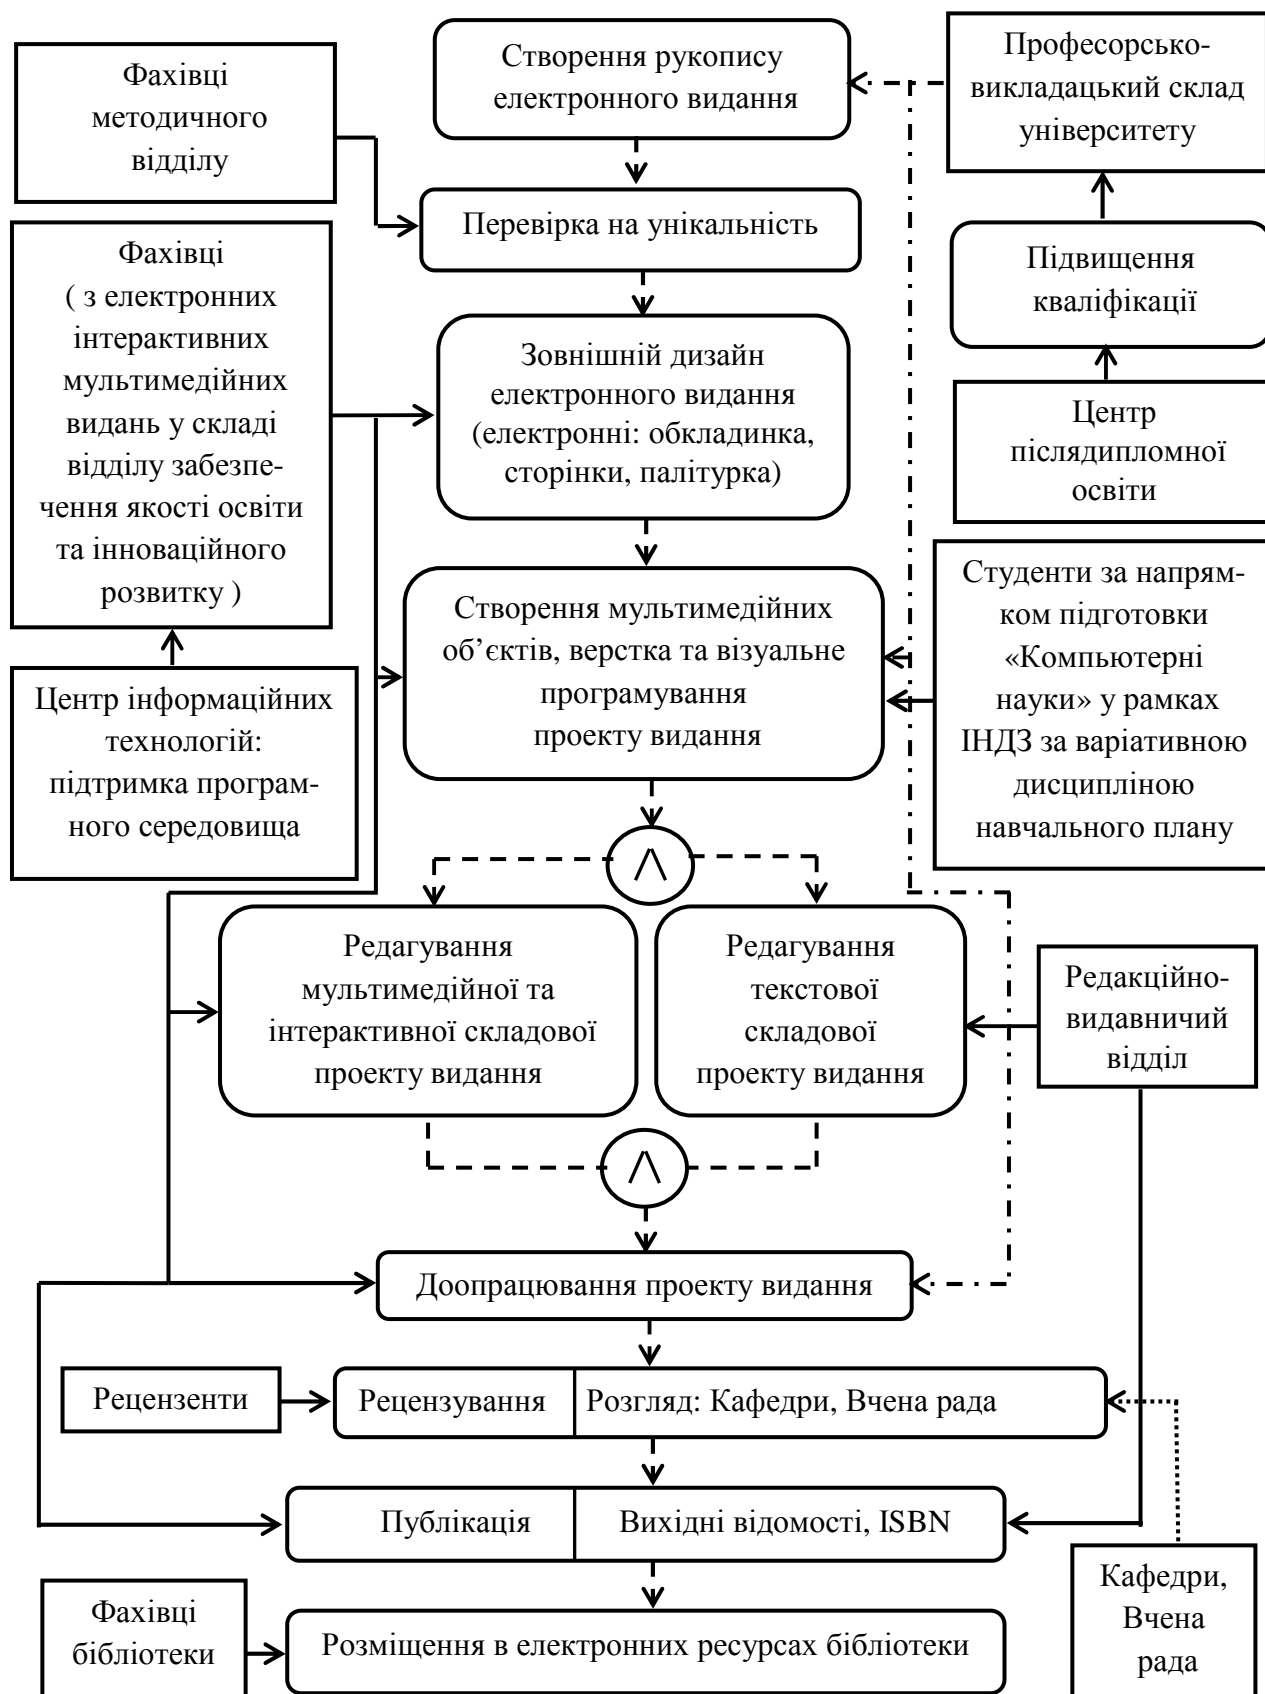 Фахівці
методичного
відділу
Створення рукопису
електронного видання
Професорсько-
викладацький склад
університету
Перевірка на унікальність
Фахівці
( з електронних
інтерактивних
мультимедійних
видань у складі
відділу забезпе-
чення якості освіти
та інноваційного
розвитку )
Підвищення
кваліфікації
Зовнішній дизайн
електронного видання
(електронні: обкладинка,
сторінки, палітурка)
Центр
післядипломної
освіти
Створення мультимедійних
об’єктів, верстка та візуальне
програмування
проекту видання
Студенти за напрям-
ком підготовки
«Компьютерні
науки» у рамках
ІНДЗ за варіативною
дисципліною
навчального плану
Центр інформаційних
технологій:
підтримка програм-
ного середовища
⋀
Редагування
мультимедійної та
інтерактивної складової
проекту видання
Редагування
текстової
складової
проекту видання
Редакційно-
видавничий
відділ
⋀
Доопрацювання проекту видання
Рецензенти
Рецензування
Розгляд: Кафедри, Вчена рада
Публікація
Вихідні відомості, ISBN
Фахівці
бібліотеки
Розміщення в електронних ресурсах бібліотеки
Кафедри,
Вчена
рада